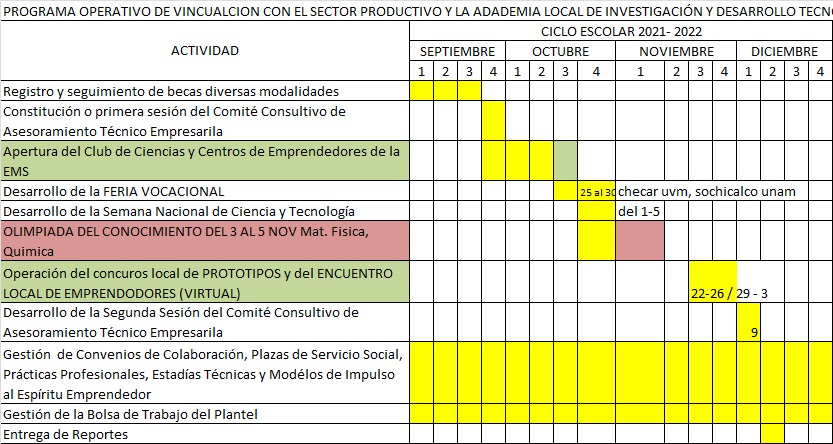 PROGRAMA OPERATIVO DE VINCUALCION CON EL SECTOR PRODUCTIVO Y LA ADADEMIA LOCAL DE INVESTIGACIÓN Y DESARROLLO TECNO
ACTIVIDAD
CICLO ESCOLAR 2021- 2022
SEPTIEMBRE OCTUBRE NOVIEMBRE DICIEMBRE
1 2 3 4 1 2 3 4 1 2 3 4 1 2 3 4
Registro y seguimiento de becas diversas modalidades
Constitución o primera sesión del Comité Consultivo de
Asesoramiento Técnico Empresarila
Apertura del Club de Ciencias y Centros de Emprendedores de la
EMS
Desarrollo de la FERIA VOCACIONAL 25 al 30 checar uvm, sochicalco unam
Desarrollo de la Semana Nacional de Ciencia y Tecnología del 1-5
OLIMPIADA DEL CONOCIMIENTO DEL 3 AL 5 NOV Mat. Fisica,
Quimica
Operación del concuros local de PROTOTIPOS y del ENCUENTRO
LOCAL DE EMPRENDODORES (VIRTUAL) 22-26 / 29 - 3
Desarrollo de la Segunda Sesión del Comité Consultivo de
Asesoramiento Técnico Empresarila 9
Gestión de Convenios de Colaboración, Plazas de Servicio Social,
Prácticas Profesionales, Estadías Técnicas y Modélos de Impulso
al Espíritu Emprendedor
Gestión de la Bolsa de Trabajo del Plantel
Entrega de Reportes